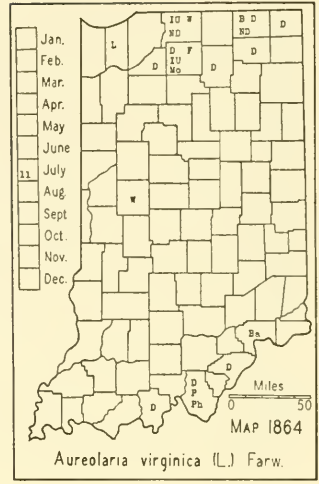 Jan.
Feb.
Mar.
Apr.
May
June
11 July
Aug.
Sept
Oct.
Nov.
Dec.
L
IU W
ND
B D
ND
D
D
D F
IU
Mo
D
D
W
Ba
D
D
P
Ph
D
Miles
0 50
MAP 1864
Aureolaria virginica (L.) Farw.